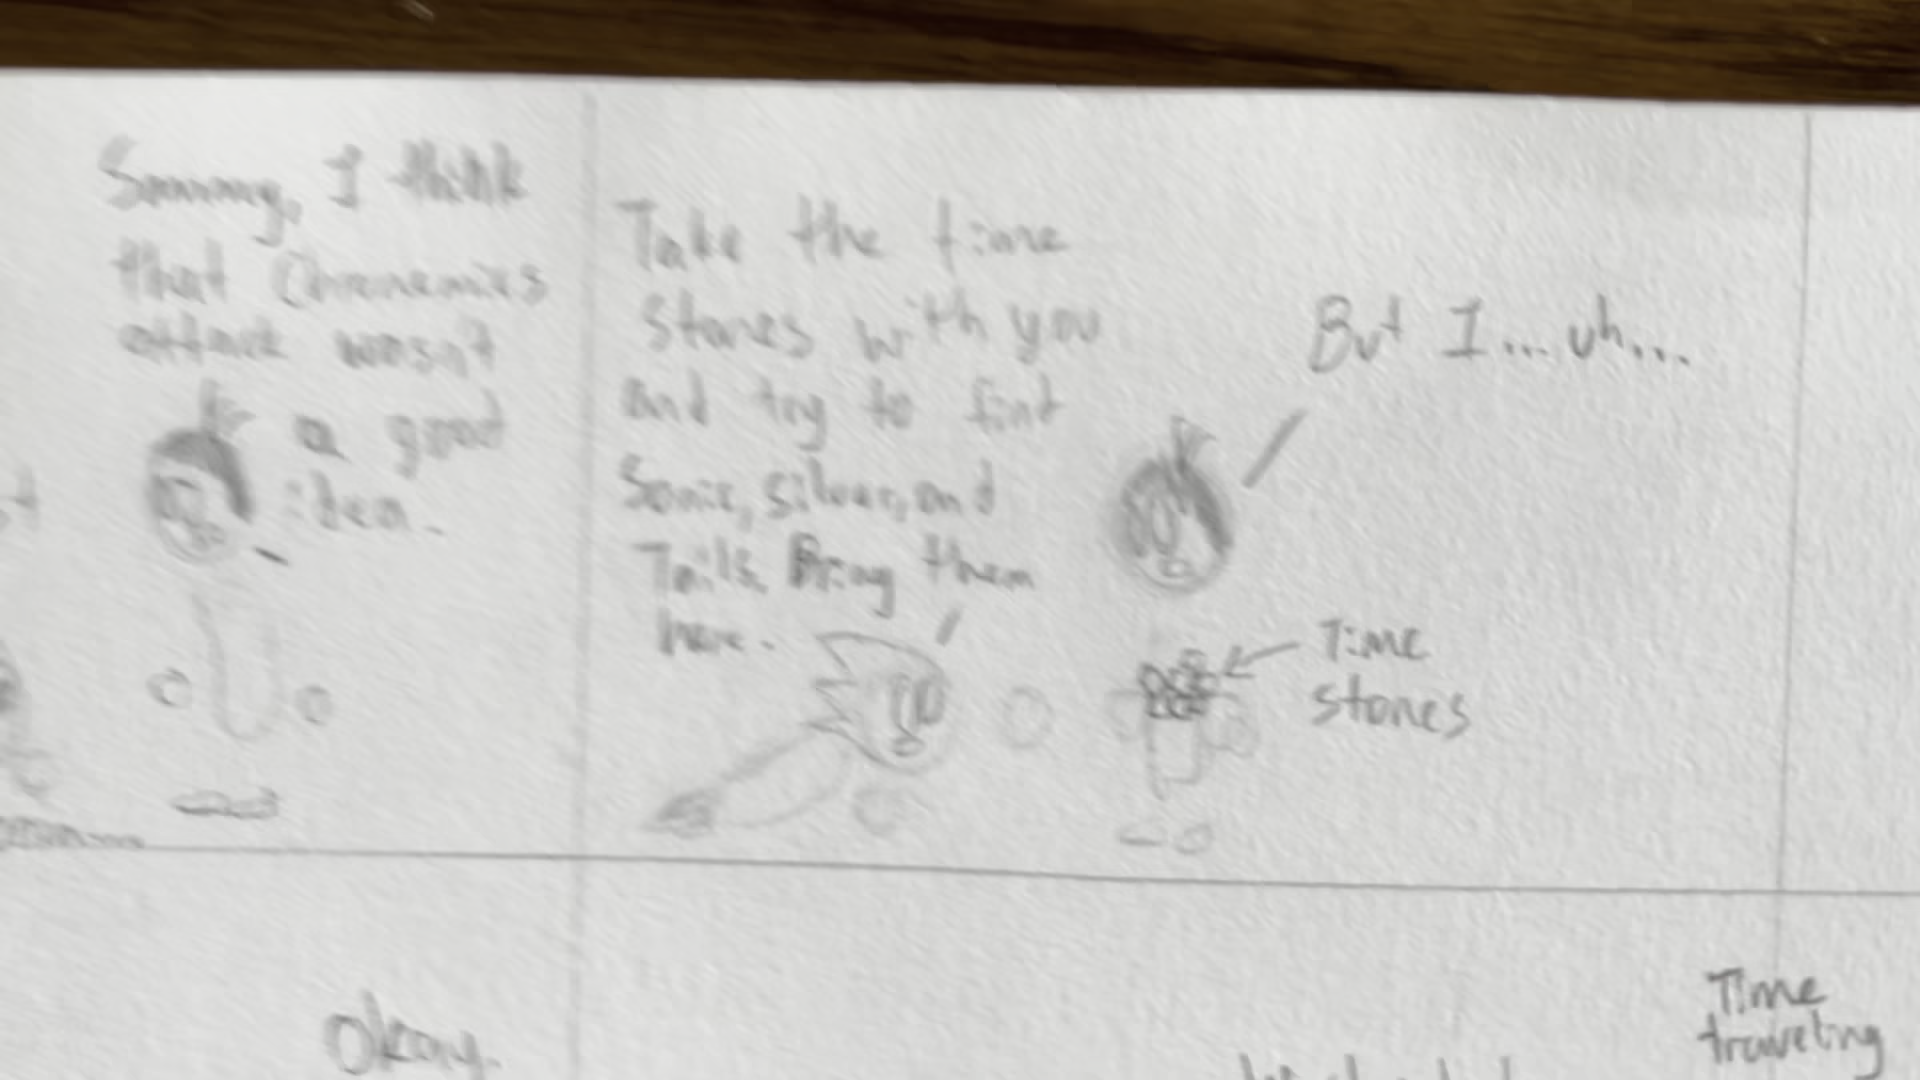 Sammy, I think
that Chronemics
attack wasn't
a good
idea.
Take the time
stones with you
and try to find
Sonic, silver, and
Tails. Bring them
here.
But I... uh...
Time
stones
Okay.
Time
traveling